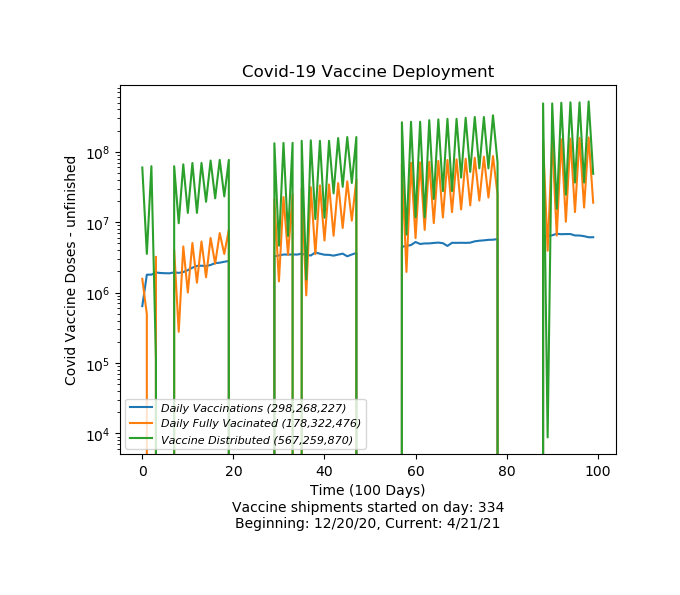 Covid-19 Vaccine Deployment
Covid Vaccine Doses - unfinished
10⁸
10⁷
10⁶
10⁵
10⁴
Daily Vaccinations (298,268,227)
Daily Fully Vacinated (178,322,476)
Vaccine Distributed (567,259,870)
0 20 40 60 80 100
Time (100 Days)
Vaccine shipments started on day: 334
Beginning: 12/20/20, Current: 4/21/21